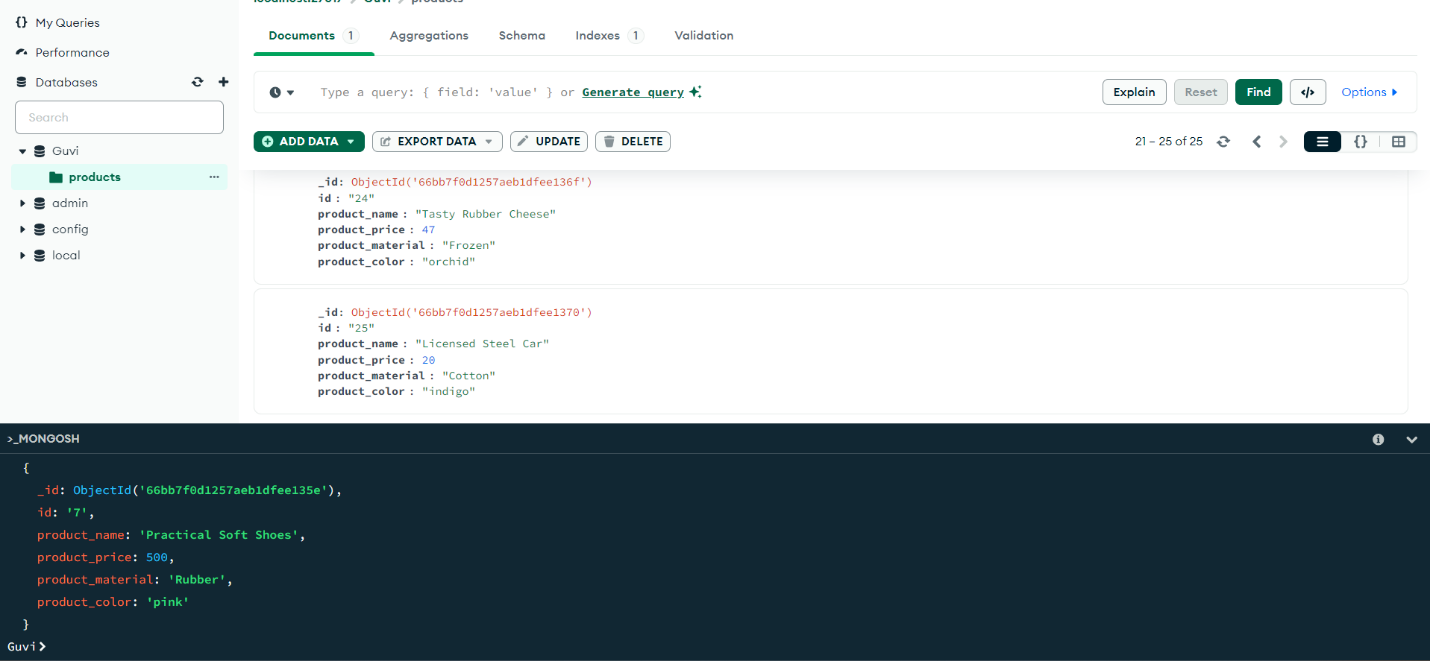 localhost:27017 > Guvi > products
{} My Queries
Performance
Databases
Search
Guvi
products
admin
config
local
Documents 1 Aggregations Schema Indexes 1 Validation
Type a query: { field: 'value' } or Generate query
Explain Reset Find </> Options
ADD DATA EXPORT DATA UPDATE DELETE
21 – 25 of 25 {}
_id: ObjectId('66bb7f0d1257aeb1dfee136f')
id : "24"
product_name : "Tasty Rubber Cheese"
product_price : 47
product_material : "Frozen"
product_color : "orchid"
_id: ObjectId('66bb7f0d1257aeb1dfee1370')
id : "25"
product_name : "Licensed Steel Car"
product_price : 20
product_material : "Cotton"
product_color : "indigo"
>_MONGOSH
{
_id: ObjectId('66bb7f0d1257aeb1dfee135e'),
id: '7',
product_name: 'Practical Soft Shoes',
product_price: 500,
product_material: 'Rubber',
product_color: 'pink'
}
Guvi>